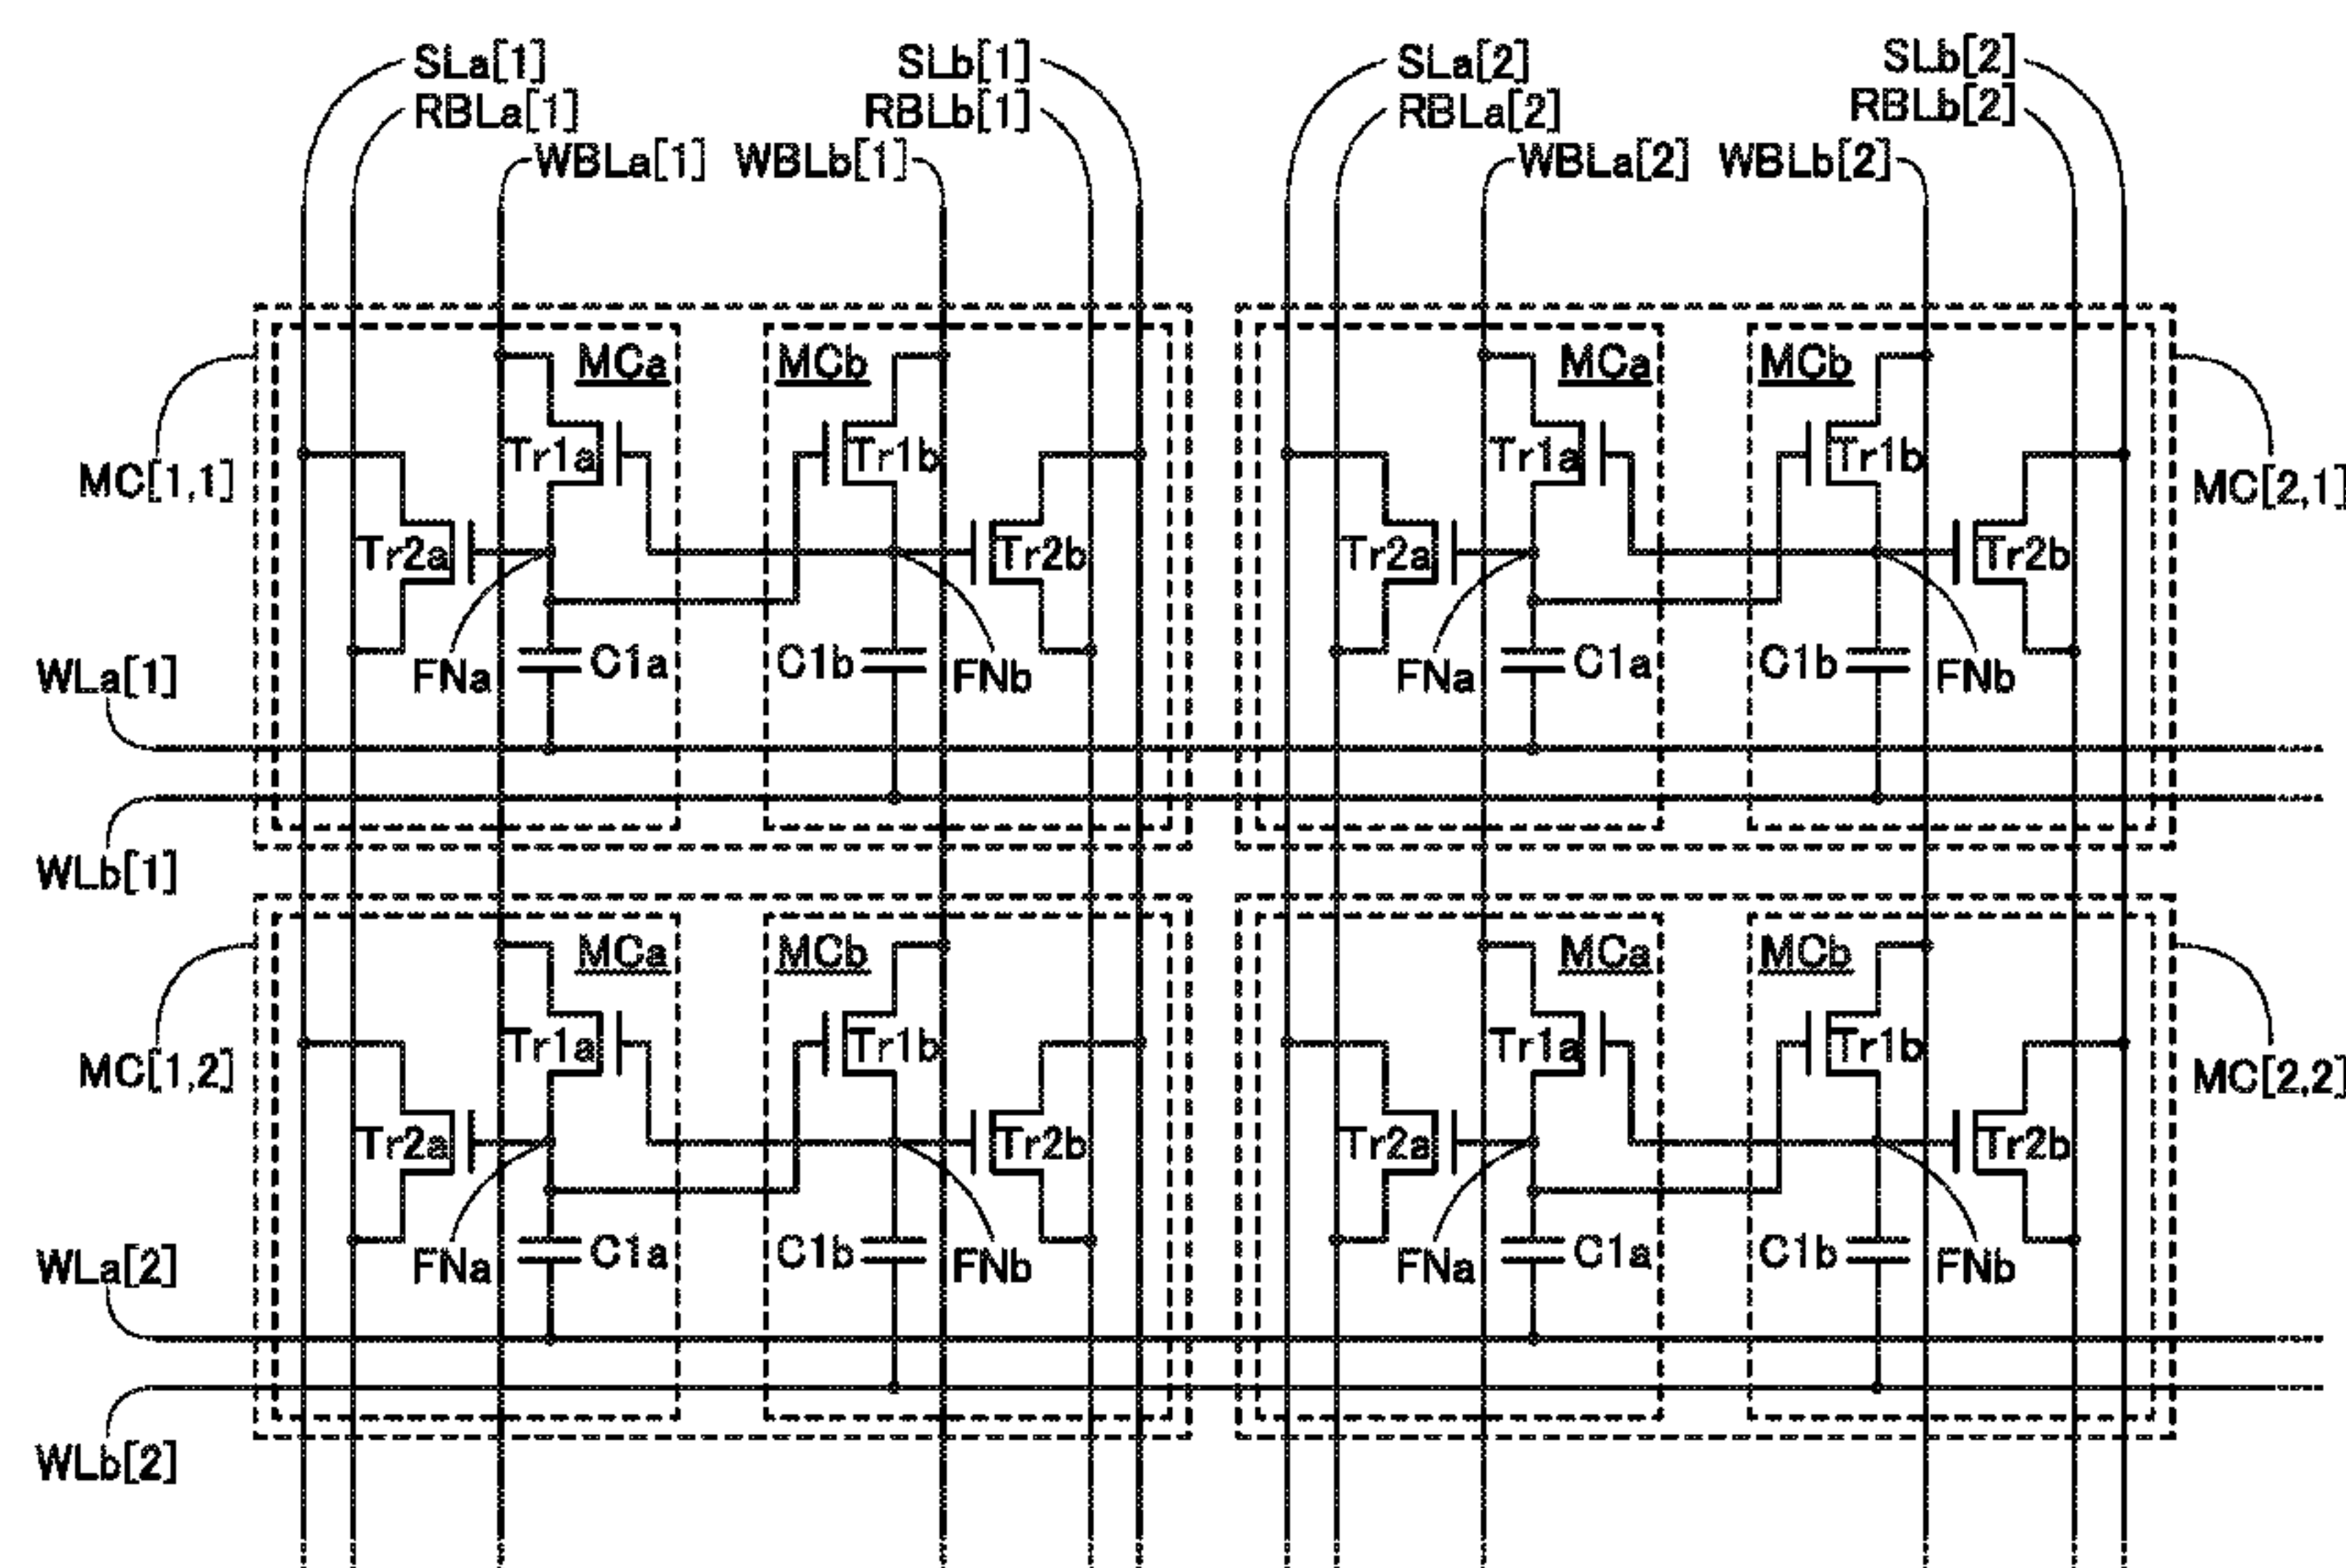 SLa[1] SLb[1] SLa[2] SLb[2]
RBLa[1] RBLb[1] RBLa[2] RBLb[2]
WBLa[1] WBLb[1] WBLa[2] WBLb[2]
MCa MCb MCa MCb
Tr1a Tr1b Tr1a Tr1b
MC[1,1] MC[2,1]
Tr2a Tr2b Tr2a Tr2b
WLa[1] FNa C1a C1b FNb FNa C1a C1b FNb
WLb[1]
MCa MCb MCa MCb
Tr1a Tr1b Tr1a Tr1b
MC[1,2] MC[2,2]
Tr2a Tr2b Tr2a Tr2b
WLa[2] FNa C1a C1b FNb FNa C1a C1b FNb
WLb[2]